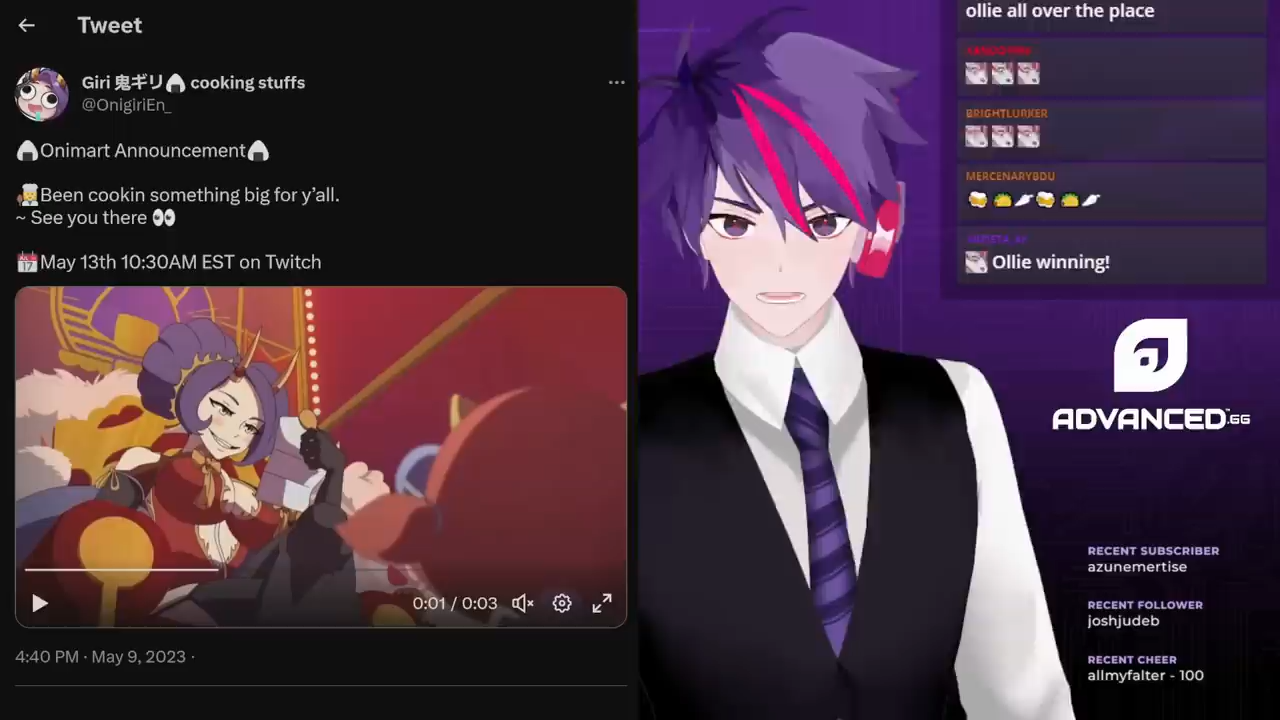 Tweet
Giri 鬼ギリ🍙 cooking stuffs
@OnigiriEn_
🍙Onimart Announcement🍙
🧑‍🍳Been cookin something big for y’all.
~ See you there 👀
📅May 13th 10:30AM EST on Twitch
0:01 / 0:03
4:40 PM · May 9, 2023 ·
ollie all over the place
BRIGHTLURKER
MERCENARYBDU
Ollie winning!
ADVANCED.GG
RECENT SUBSCRIBER
azunemertise
RECENT FOLLOWER
joshjudeb
RECENT CHEER
allmyfalter - 100